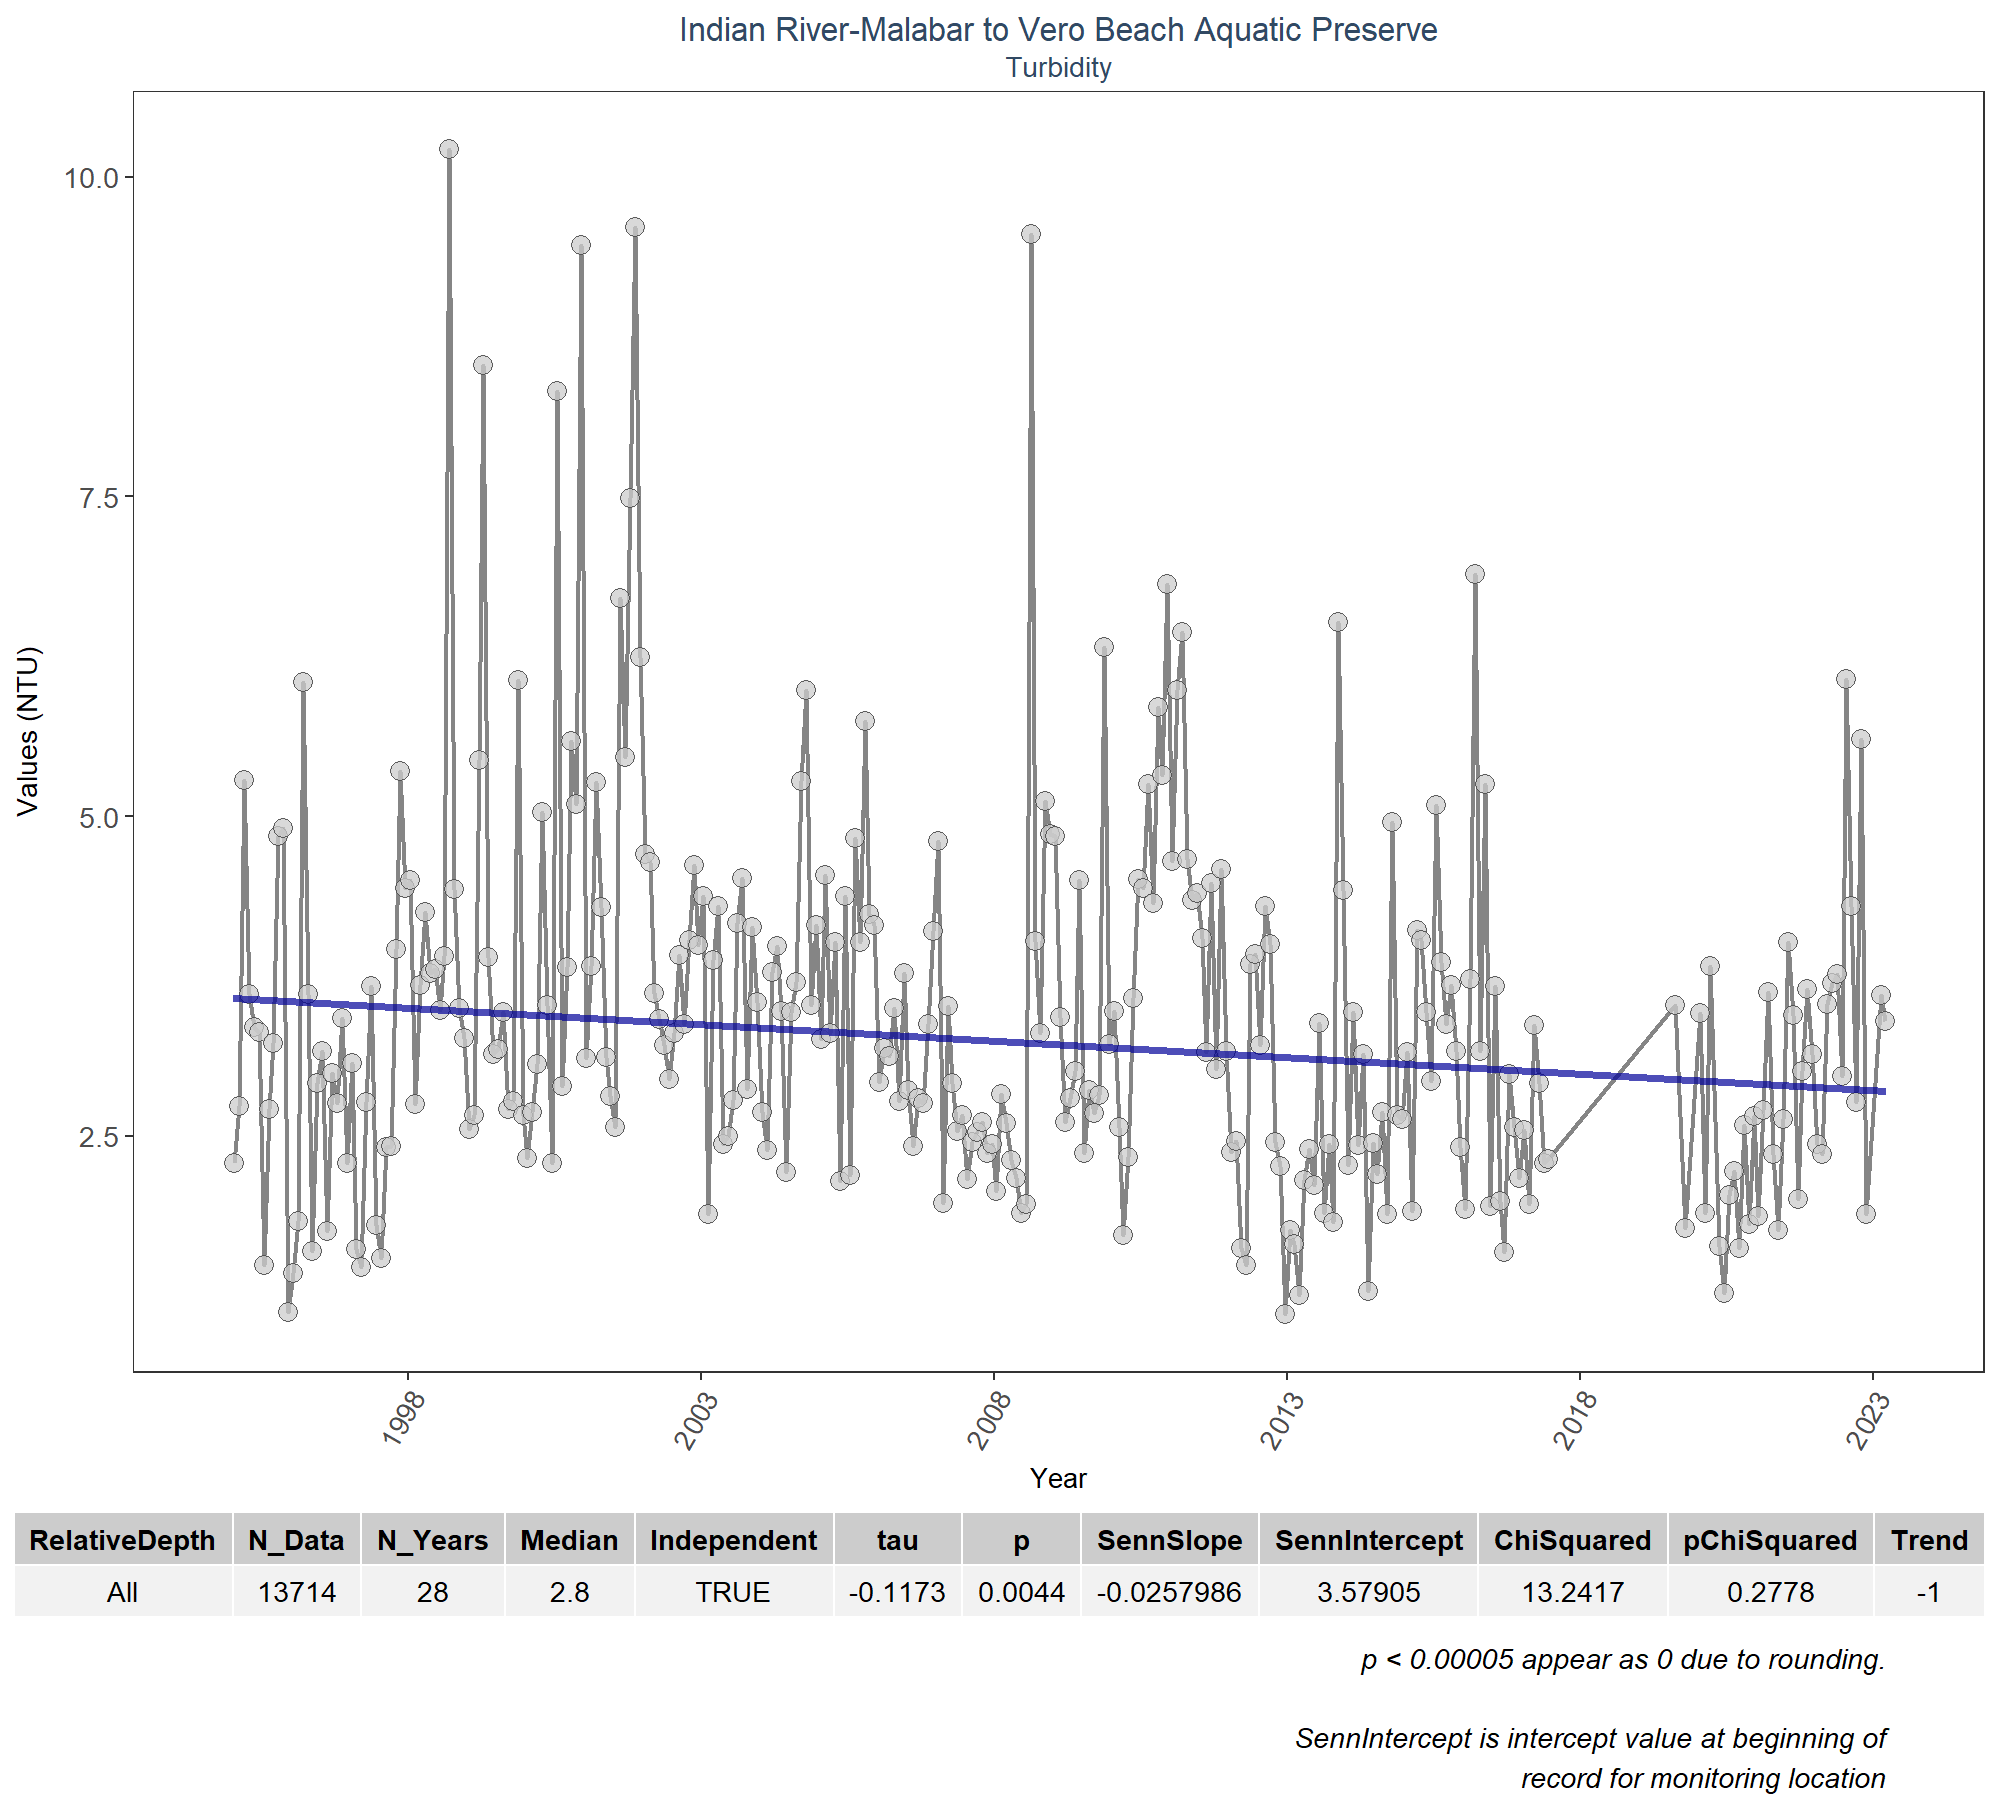 Indian River-Malabar to Vero Beach Aquatic Preserve
Turbidity
10.0
7.5
5.0
2.5
Values (NTU)
1998
2003
2008
2013
2018
2023
Year
RelativeDepth N_Data N_Years Median Independent tau p SennSlope SennIntercept ChiSquared pChiSquared Trend
All 13714 28 2.8 TRUE -0.1173 0.0044 -0.0257986 3.57905 13.2417 0.2778 -1
p < 0.00005 appear as 0 due to rounding.
SennIntercept is intercept value at beginning of
record for monitoring location